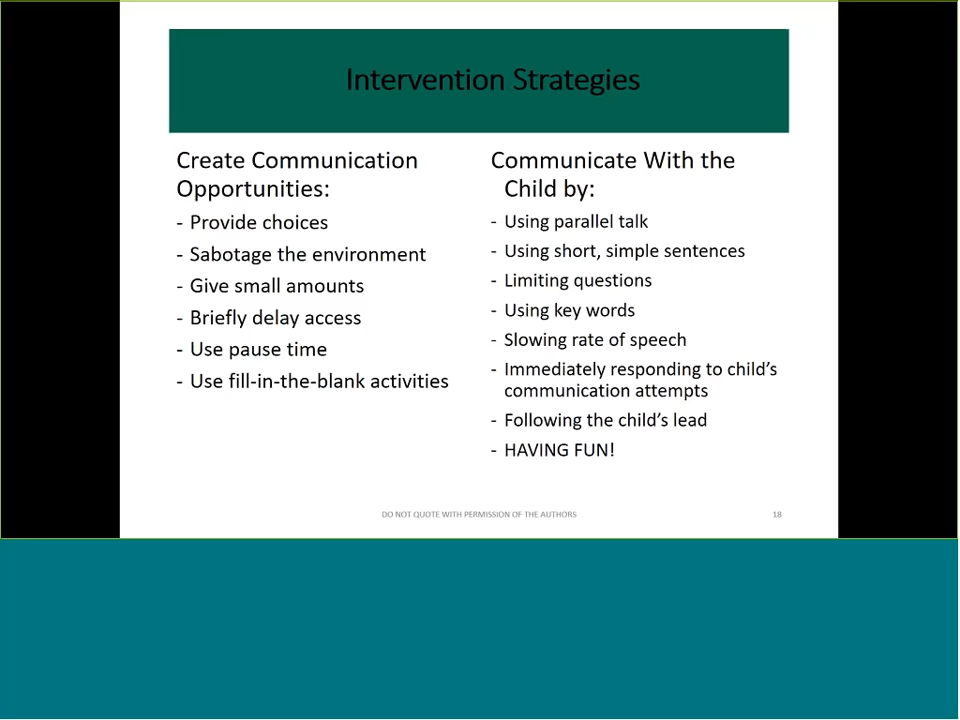 Intervention Strategies
Create Communication
Opportunities:
- Provide choices
- Sabotage the environment
- Give small amounts
- Briefly delay access
- Use pause time
- Use fill-in-the-blank activities
Communicate With the
Child by:
- Using parallel talk
- Using short, simple sentences
- Limiting questions
- Using key words
- Slowing rate of speech
- Immediately responding to child’s
communication attempts
- Following the child’s lead
- HAVING FUN!
DO NOT QUOTE WITH PERMISSION OF THE AUTHORS
18